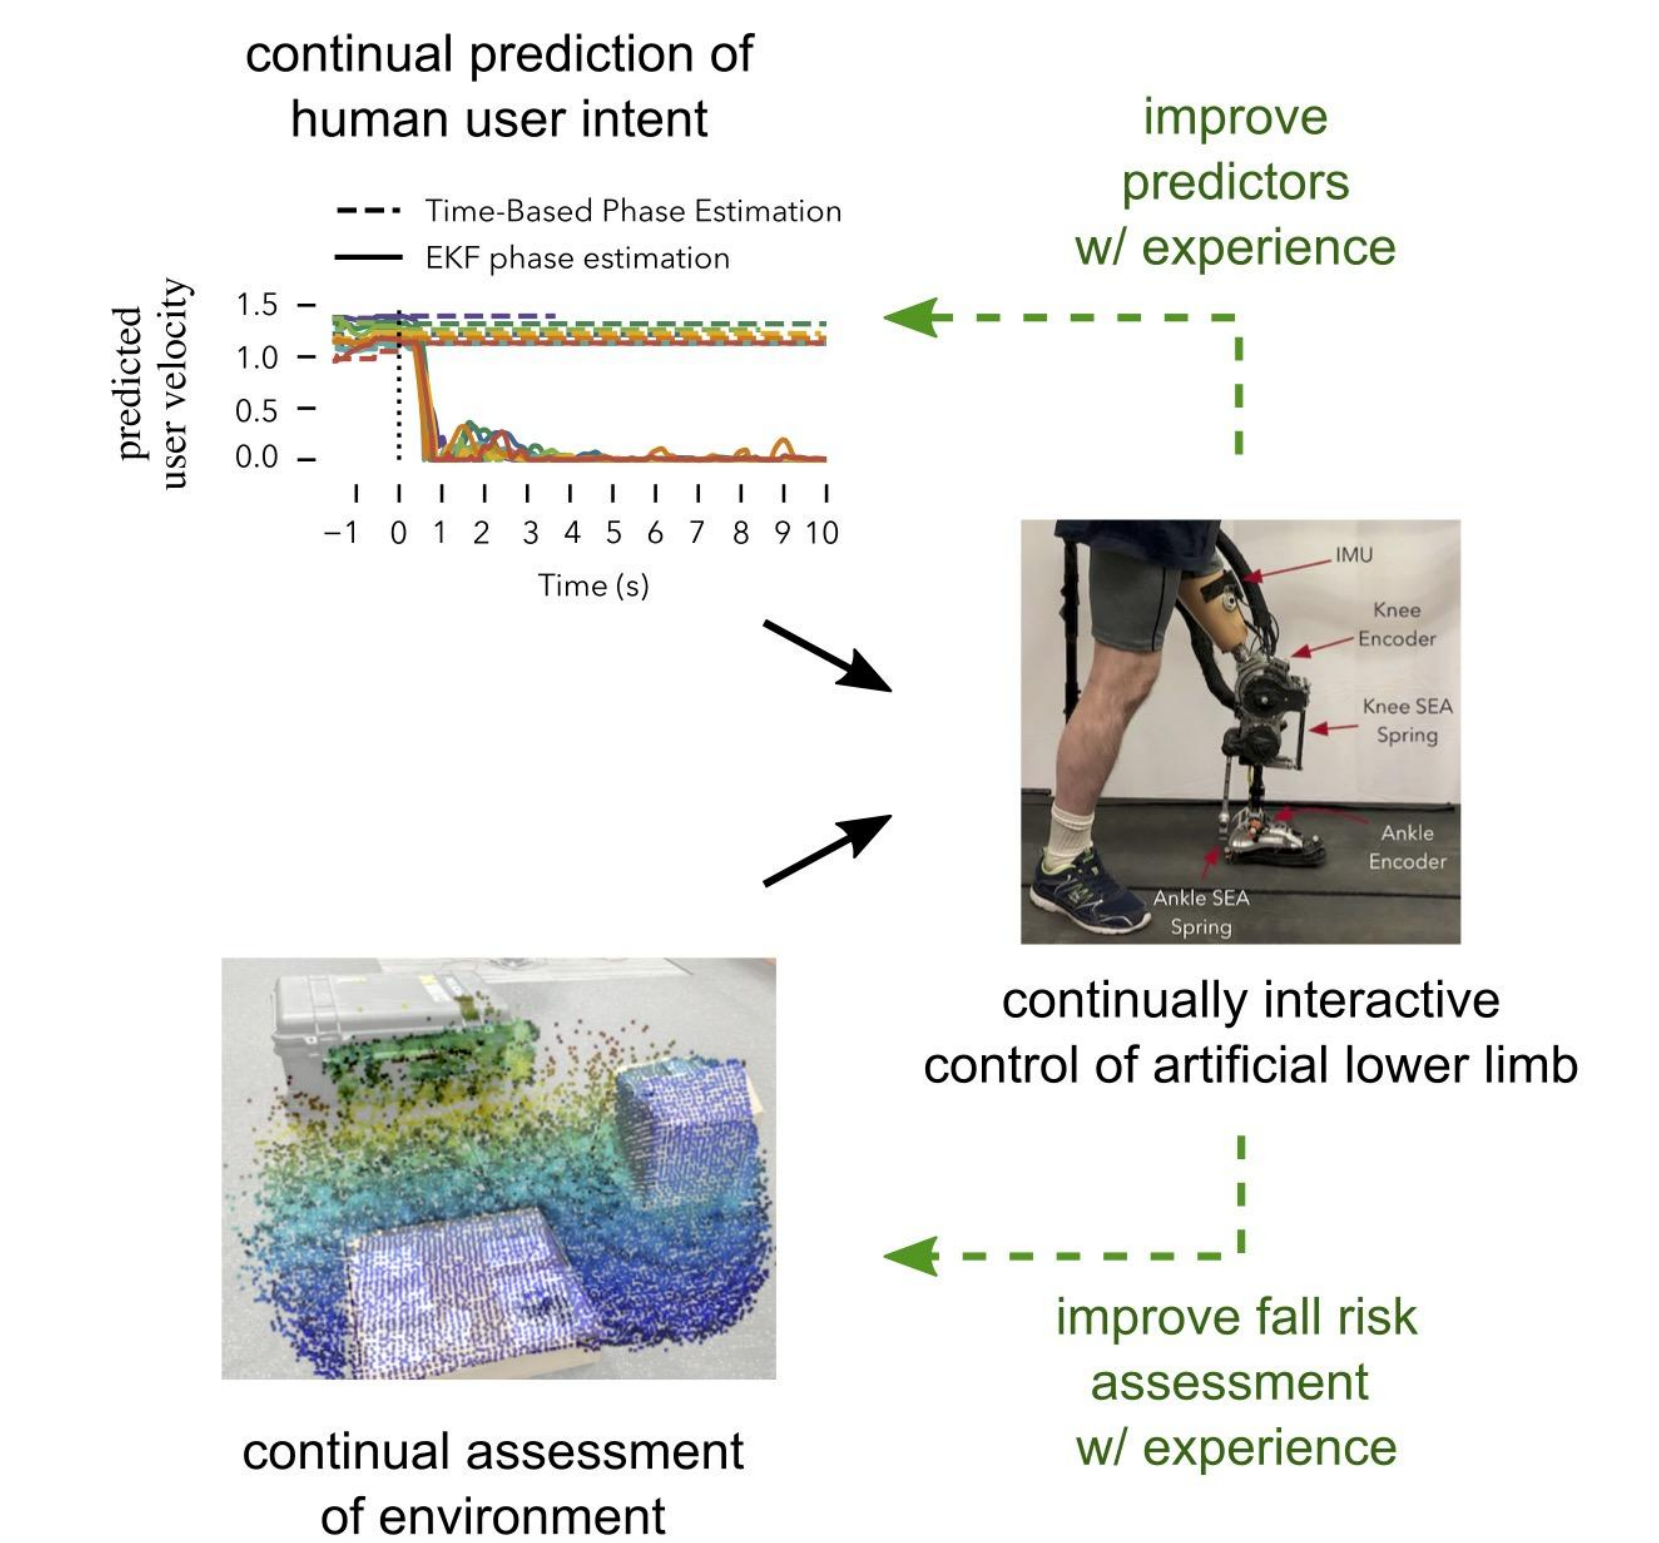 continual prediction of
human user intent
Time-Based Phase Estimation
EKF phase estimation
predicted
user velocity
1.5
1.0
0.5
0.0
−1 0 1 2 3 4 5 6 7 8 9 10
Time (s)
improve
predictors
w/ experience
IMU
Knee
Encoder
Knee SEA
Spring
Ankle
Encoder
Ankle SEA
Spring
continually interactive
control of artificial lower limb
improve fall risk
assessment
w/ experience
continual assessment
of environment